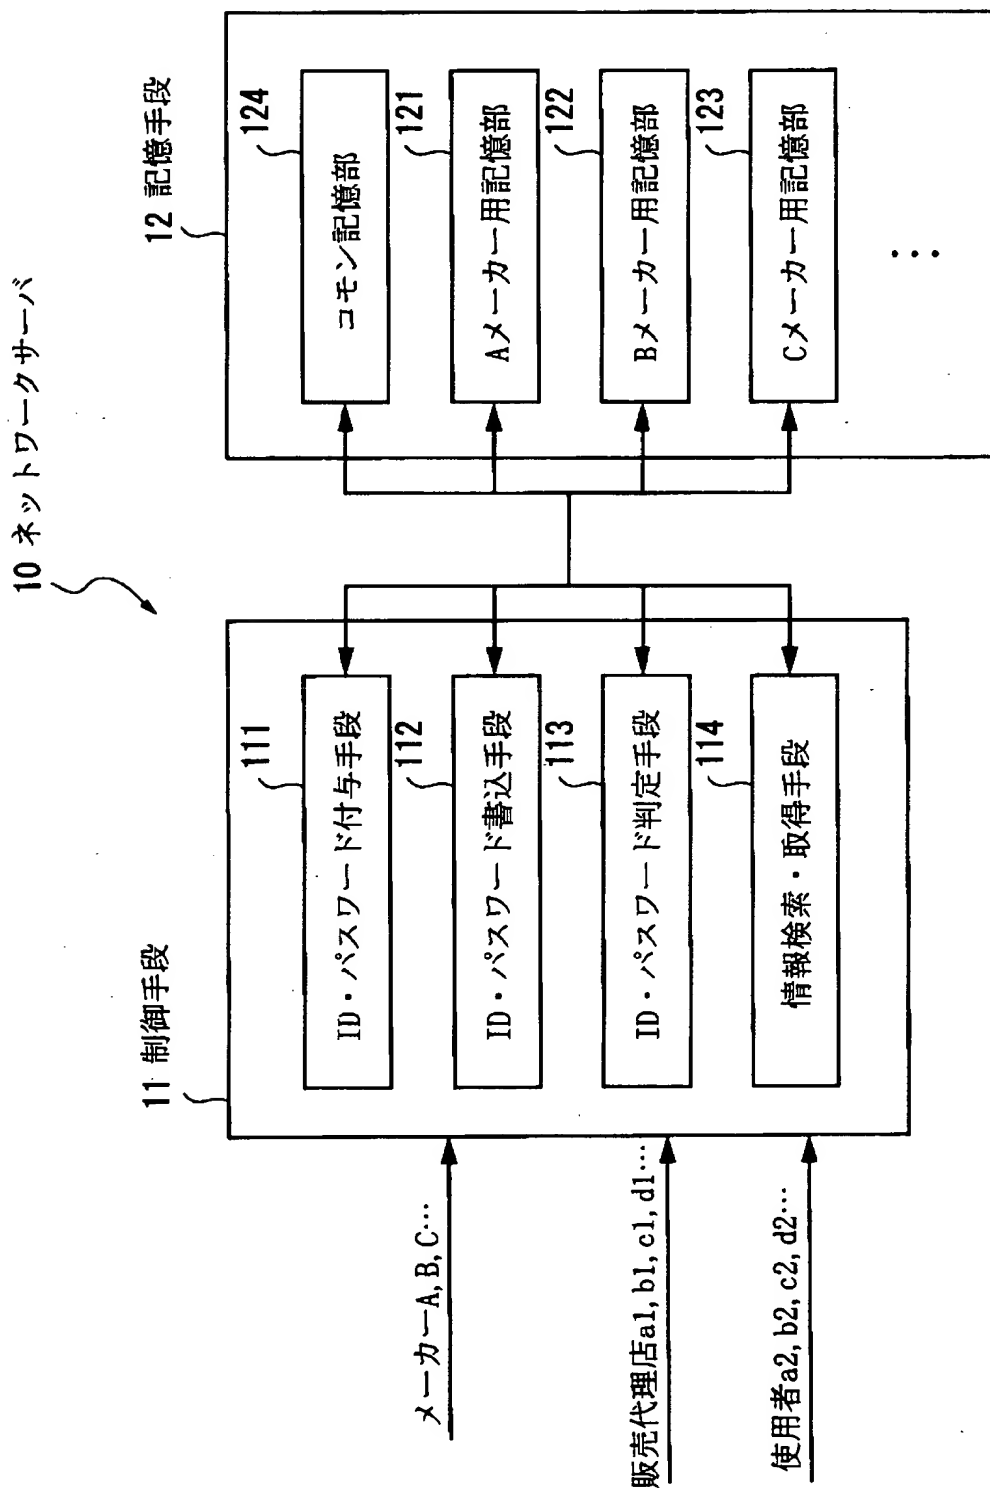 10 ネットワークサーバ
11 制御手段
111
ID・パスワード付与手段
112
ID・パスワード書込手段
113
ID・パスワード判定手段
114
情報検索・取得手段
12 記憶手段
124
コモン記憶部
121
Aメーカー用記憶部
122
Bメーカー用記憶部
123
Cメーカー用記憶部
…
メーカーA,B,C…
販売代理店a1,b1,c1,d1…
使用者a2,b2,c2,d2…